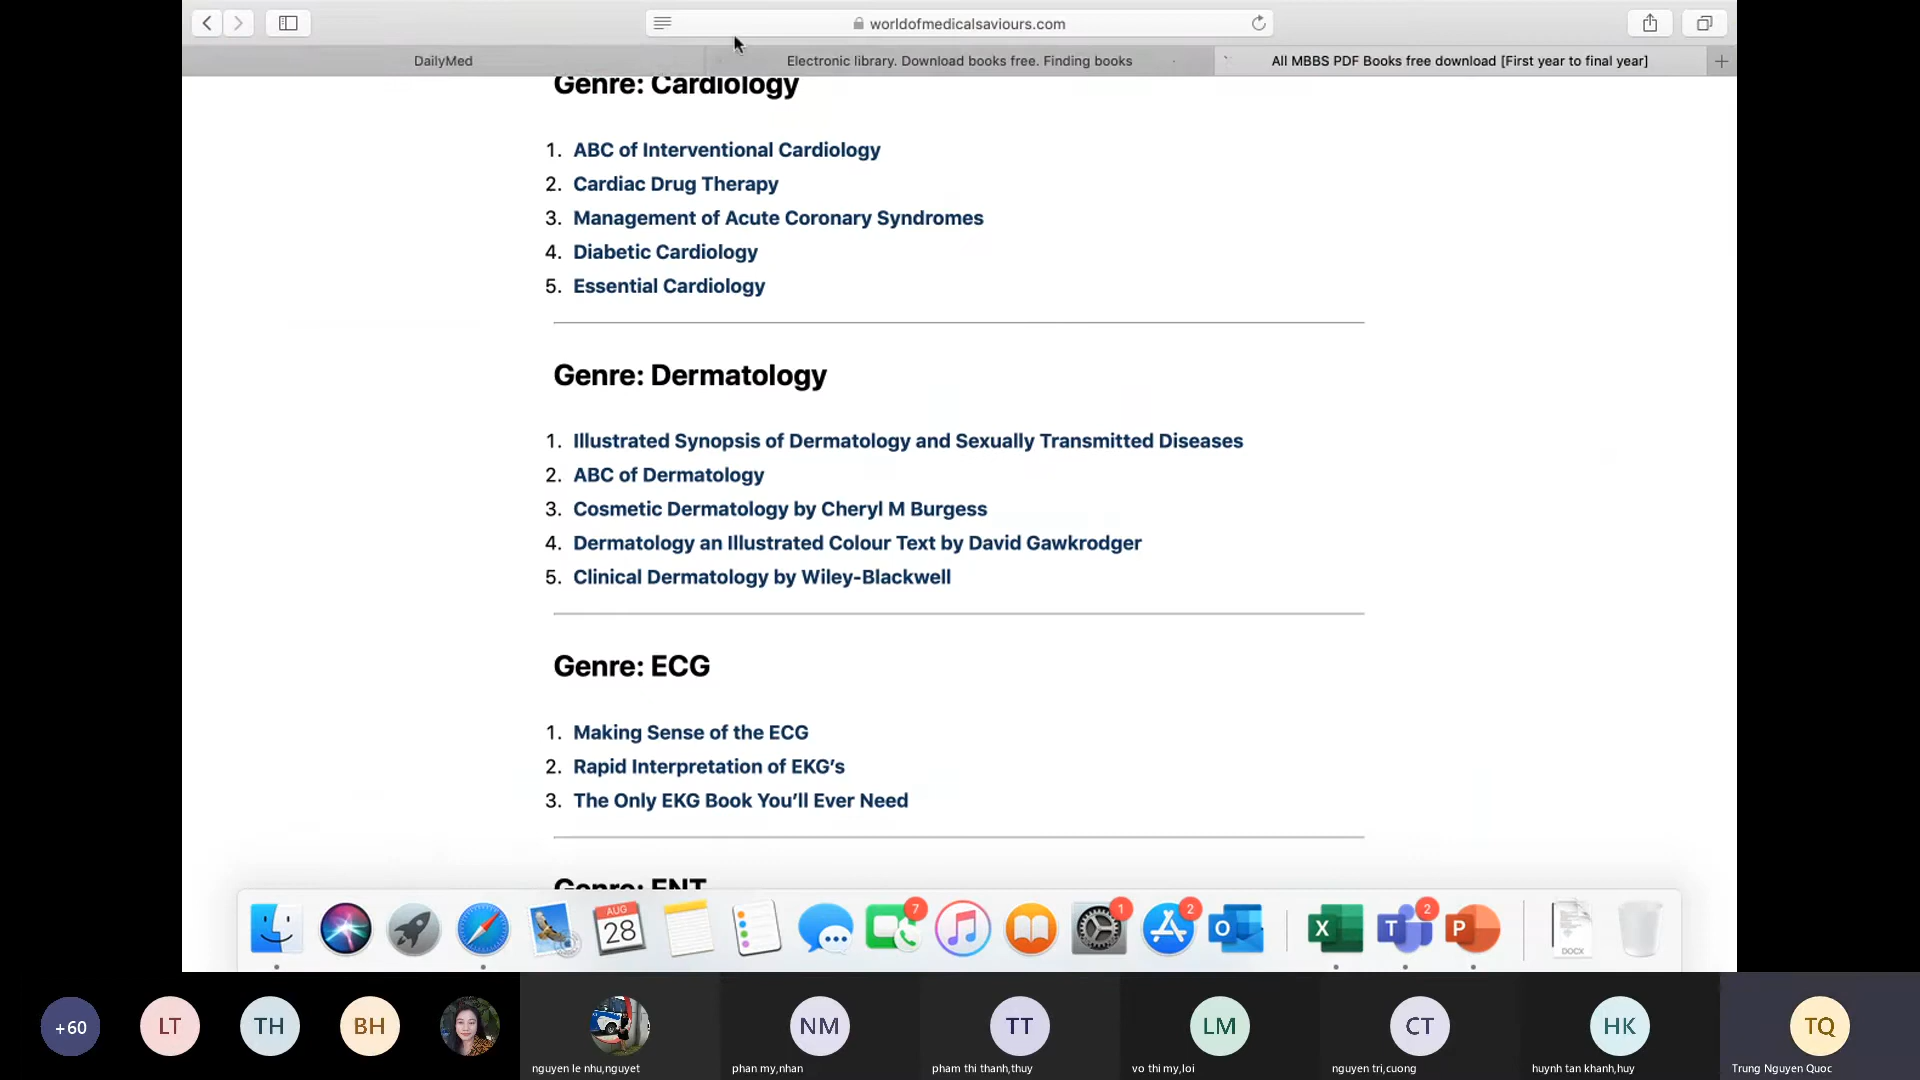 worldofmedicalsaviours.com
DailyMed
Electronic library. Download books free. Finding books
All MBBS PDF Books free download [First year to final year]
Genre: Cardiology
1. ABC of Interventional Cardiology
2. Cardiac Drug Therapy
3. Management of Acute Coronary Syndromes
4. Diabetic Cardiology
5. Essential Cardiology
Genre: Dermatology
1. Illustrated Synopsis of Dermatology and Sexually Transmitted Diseases
2. ABC of Dermatology
3. Cosmetic Dermatology by Cheryl M Burgess
4. Dermatology an Illustrated Colour Text by David Gawkrodger
5. Clinical Dermatology by Wiley-Blackwell
Genre: ECG
1. Making Sense of the ECG
2. Rapid Interpretation of EKG’s
3. The Only EKG Book You’ll Ever Need
Genre: ENT
AUG
28
7
1
2
O
X
T
2
P
DOCX
+60
LT
TH
BH
NM
TT
LM
CT
HK
TQ
nguyen le nhu,nguyet
phan my,nhan
pham thi thanh,thuy
vo thi my,loi
nguyen tri,cuong
huynh tan khanh,huy
Trung Nguyen Quoc